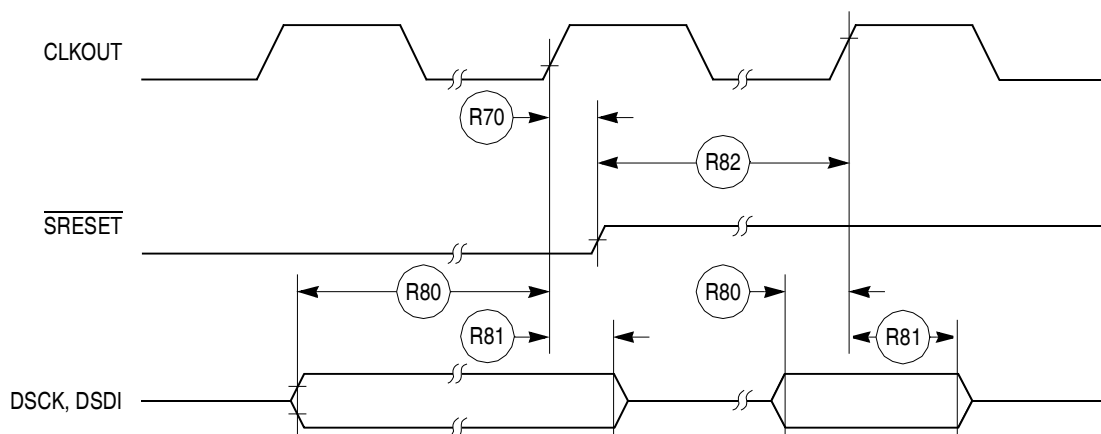 CLKOUT
R70
R82
SRESET
R80
R80
R81
R81
DSCK, DSDI